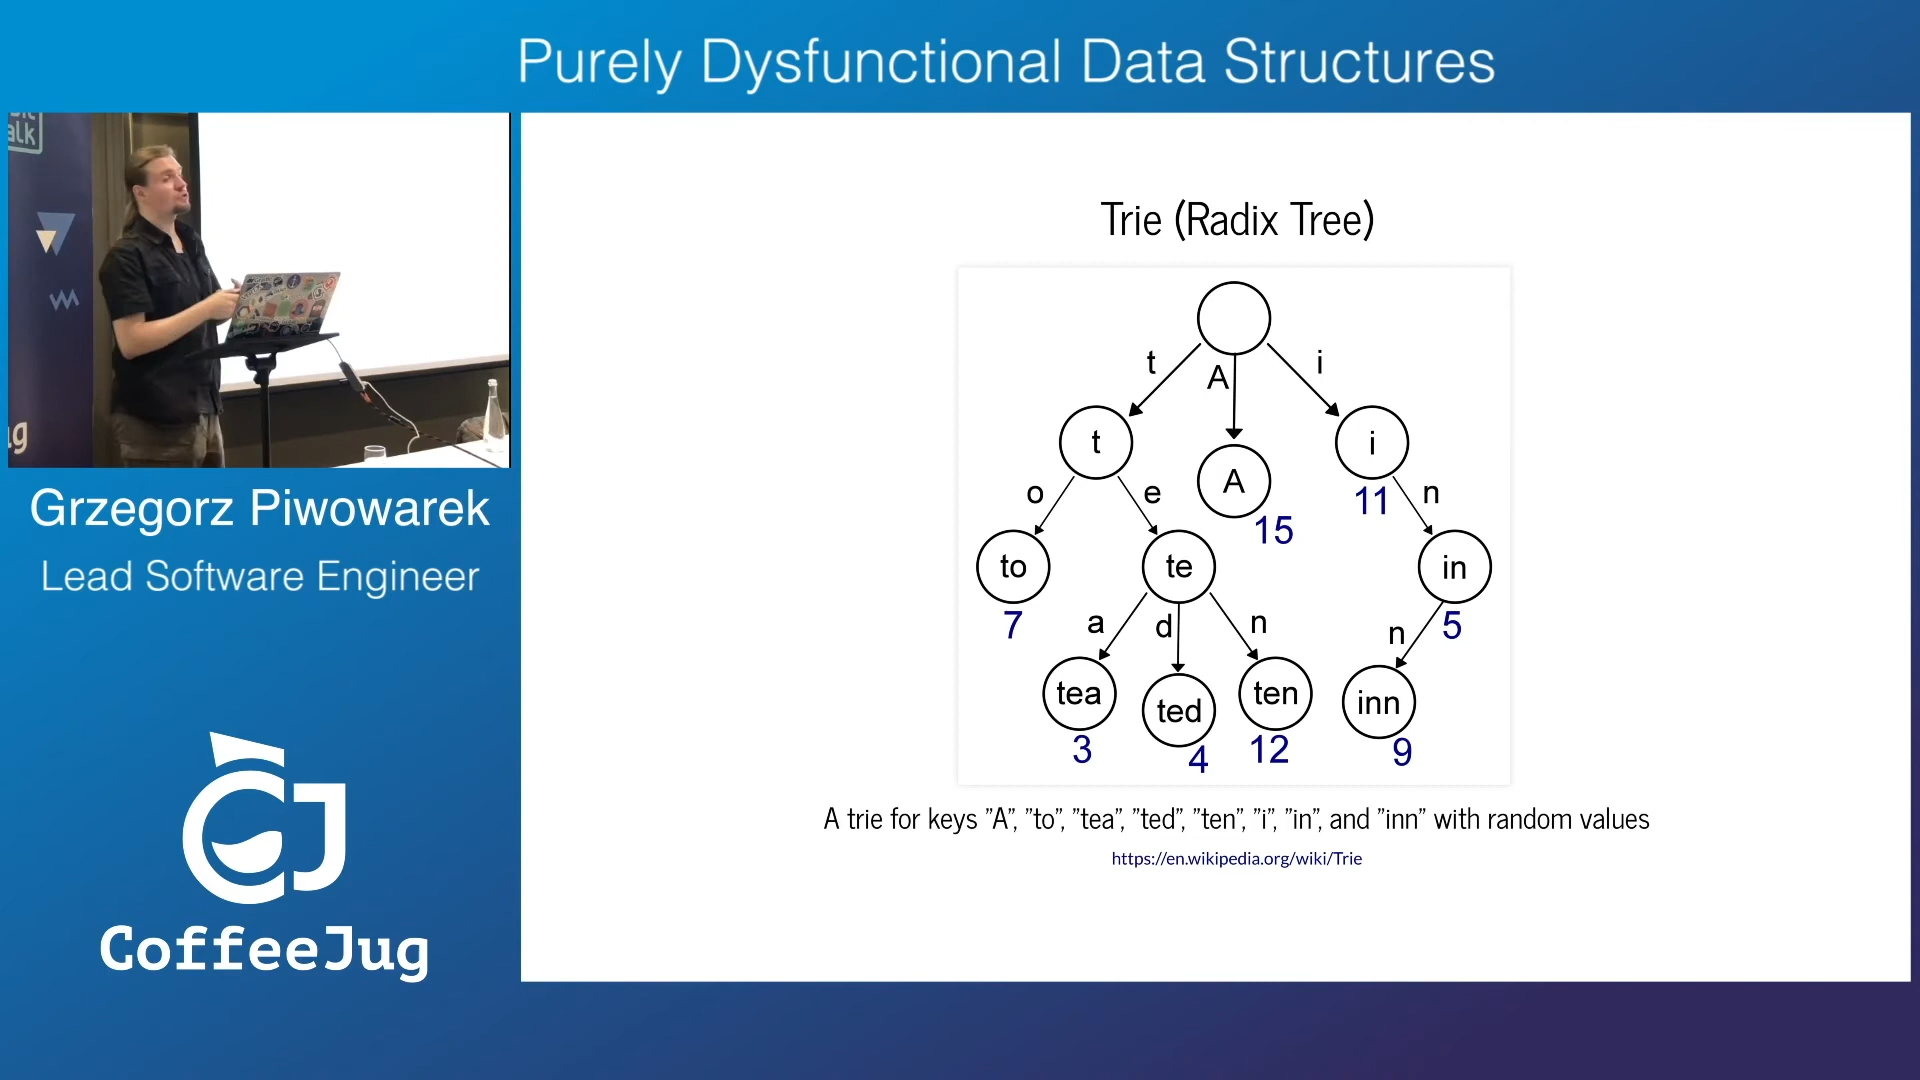 Purely Dysfunctional Data Structures
alk
Grzegorz Piwowarek
Lead Software Engineer
CJ
CoffeeJug
Trie (Radix Tree)
t
A
i
t
A
i
15
11
o
e
n
to
te
in
7
5
a
d
n
n
tea
ted
ten
inn
3
4
12
9
A trie for keys "A", "to", "tea", "ted", "ten", "i", "in", and "inn" with random values
https://en.wikipedia.org/wiki/Trie